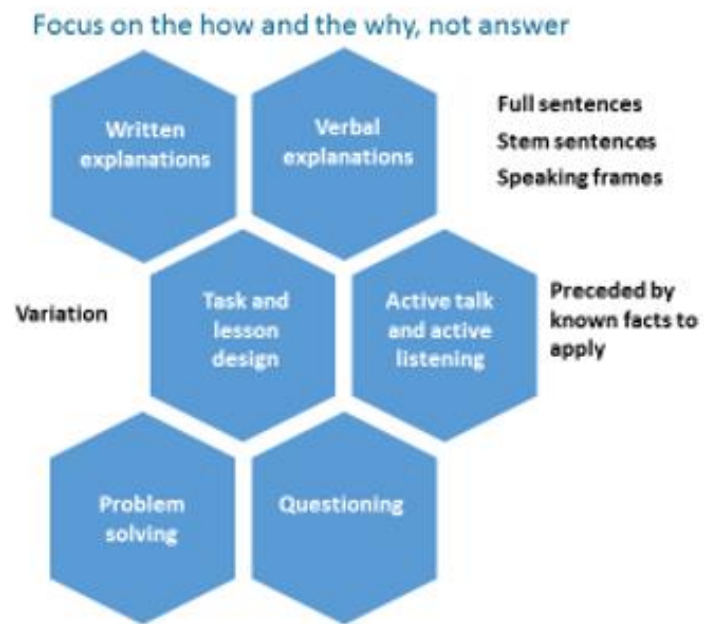 Focus on the how and the why, not answer
Written
explanations
Verbal
explanations
Full sentences
Stem sentences
Speaking frames
Variation
Task and
lesson
design
Active talk
and active
listening
Preceded by
known facts to
apply
Problem
solving
Questioning